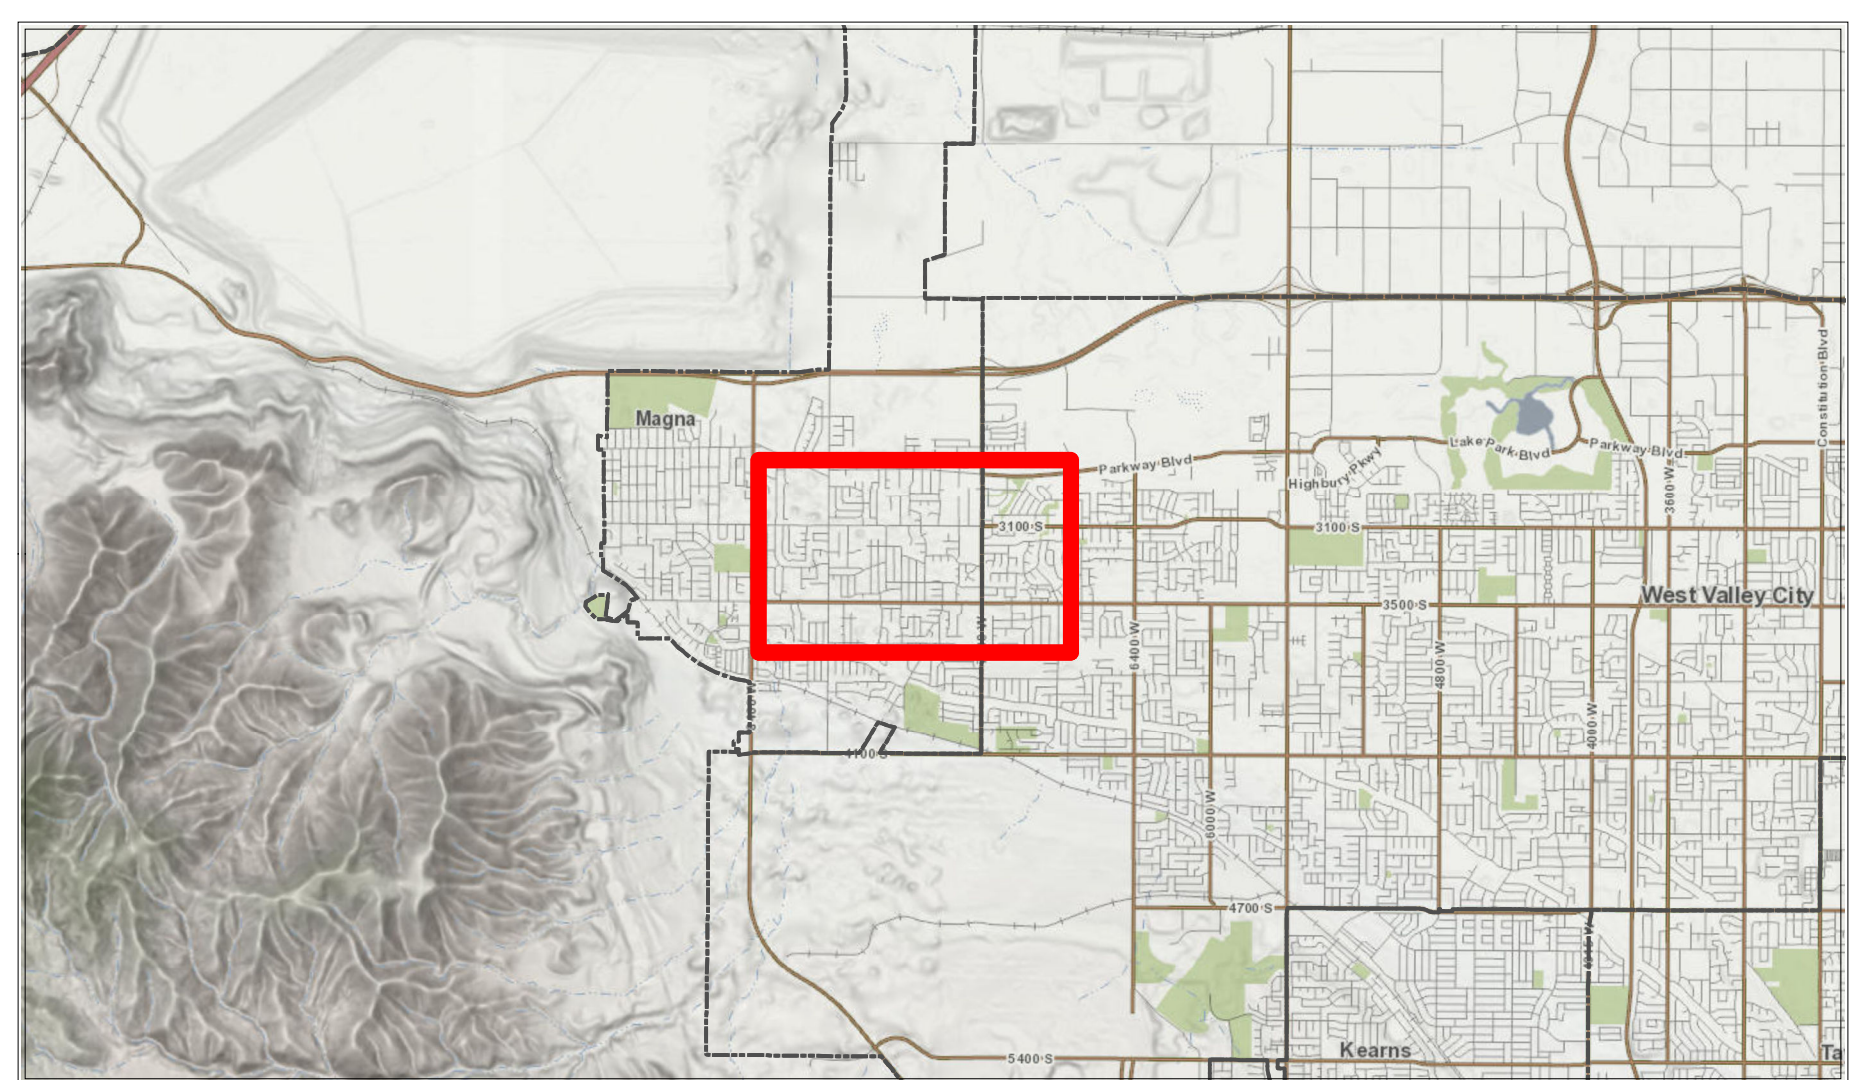 Constitution Blvd
Magna
Parkway Blvd
Lake Park Blvd
Parkway Blvd
Highbury Pkwy
3600 W
3100 S
3100 S
West Valley City
3500 S
6400 W
4800 W
4000 W
4100 S
6000 W
4700 S
Kearns
5400 S